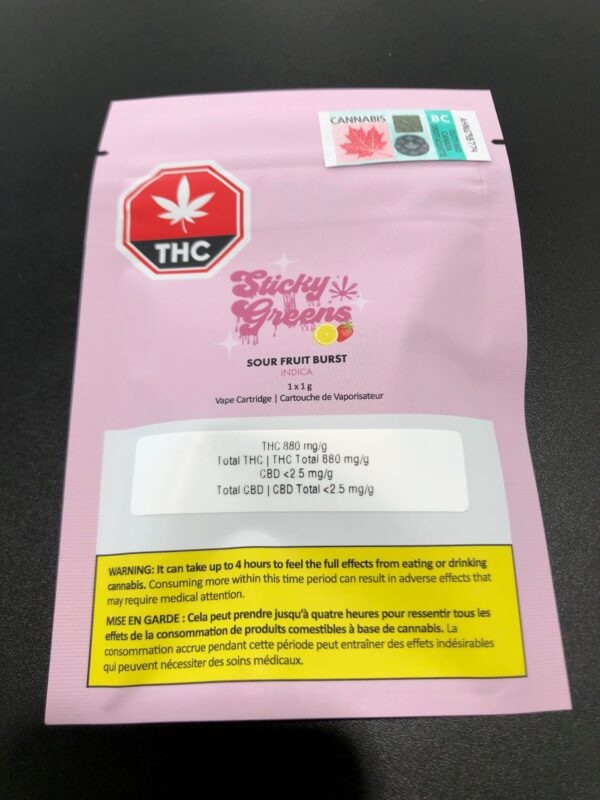 CANNABIS
BC
THC
Sticky
Greens
SOUR FRUIT BURST
INDICA
1 x 1 g
Vape Cartridge | Cartouche de Vaporisateur
THC 880 mg/g
Total THC | THC Total 880 mg/g
CBD <2.5 mg/g
Total CBD | CBD Total <2.5 mg/g
WARNING: It can take up to 4 hours to feel the full effects from eating or drinking
cannabis. Consuming more within this time period can result in adverse effects that
may require medical attention.
MISE EN GARDE : Cela peut prendre jusqu'à quatre heures pour ressentir tous les
effets de la consommation de produits comestibles à base de cannabis. La
consommation accrue pendant cette période peut entraîner des effets indésirables
qui peuvent nécessiter des soins médicaux.